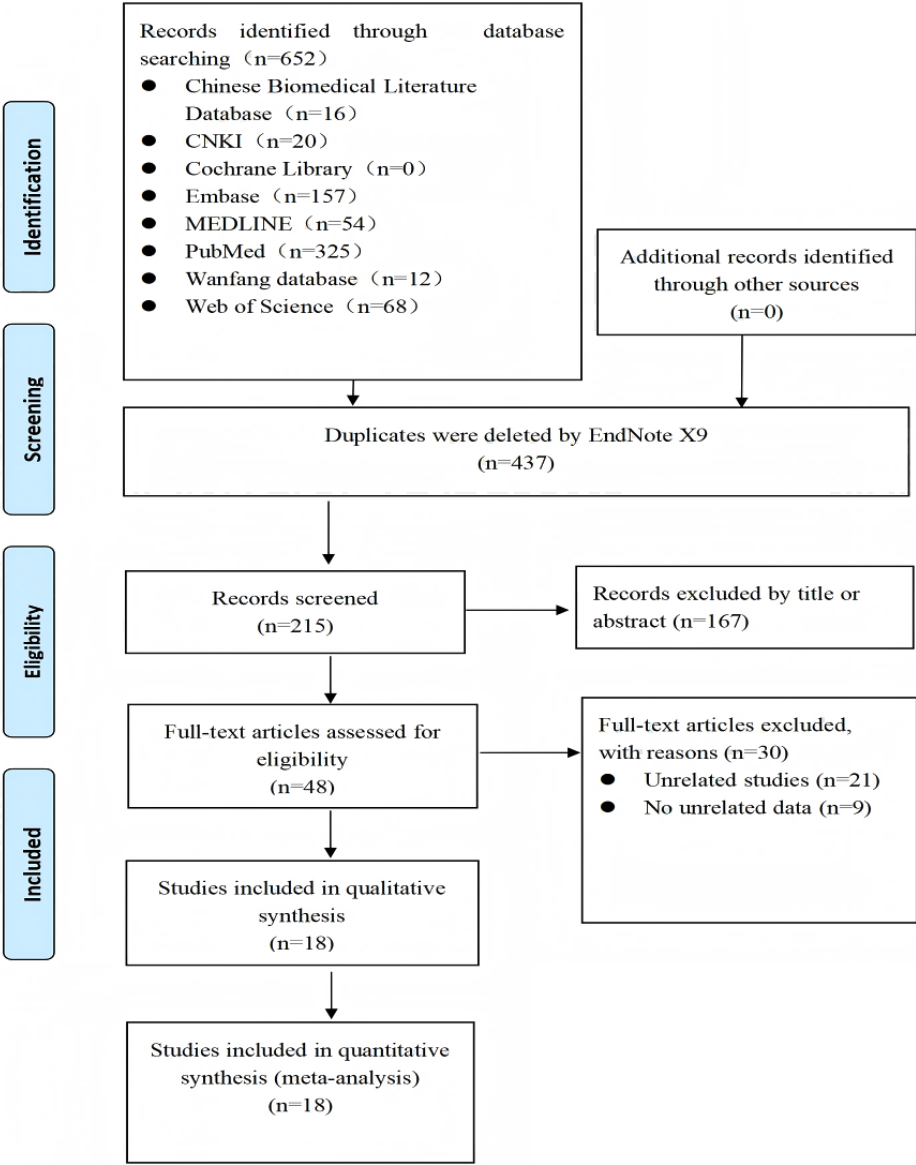 Identification
Records identified through database
searching（n=652）
● Chinese Biomedical Literature
Database（n=16）
● CNKI（n=20）
● Cochrane Library（n=0）
● Embase（n=157）
● MEDLINE（n=54）
● PubMed（n=325）
● Wanfang database（n=12）
● Web of Science（n=68）
Additional records identified
through other sources
(n=0)
Screening
Duplicates were deleted by EndNote X9
(n=437)
Eligibility
Records screened
(n=215)
Records excluded by title or
abstract (n=167)
Full-text articles assessed for
eligibility
(n=48)
Full-text articles excluded,
with reasons (n=30)
● Unrelated studies (n=21)
● No unrelated data (n=9)
Included
Studies included in qualitative
synthesis
(n=18)
Studies included in quantitative
synthesis (meta-analysis)
(n=18)